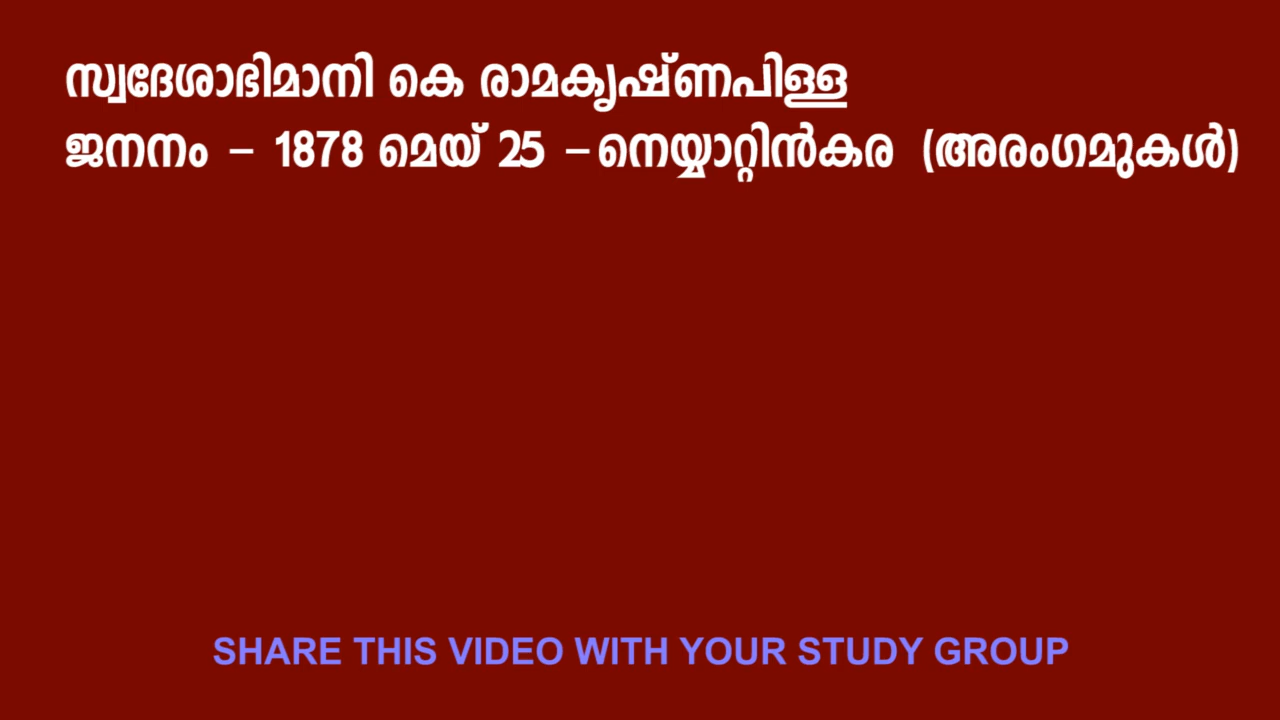 സ്വദേശാഭിമാനി കെ രാമകൃഷ്ണപിള്ള
ജനനം – 1878 മെയ് 25 – നെയ്യാറ്റിൻകര (അരംഗമുകൾ)
SHARE THIS VIDEO WITH YOUR STUDY GROUP